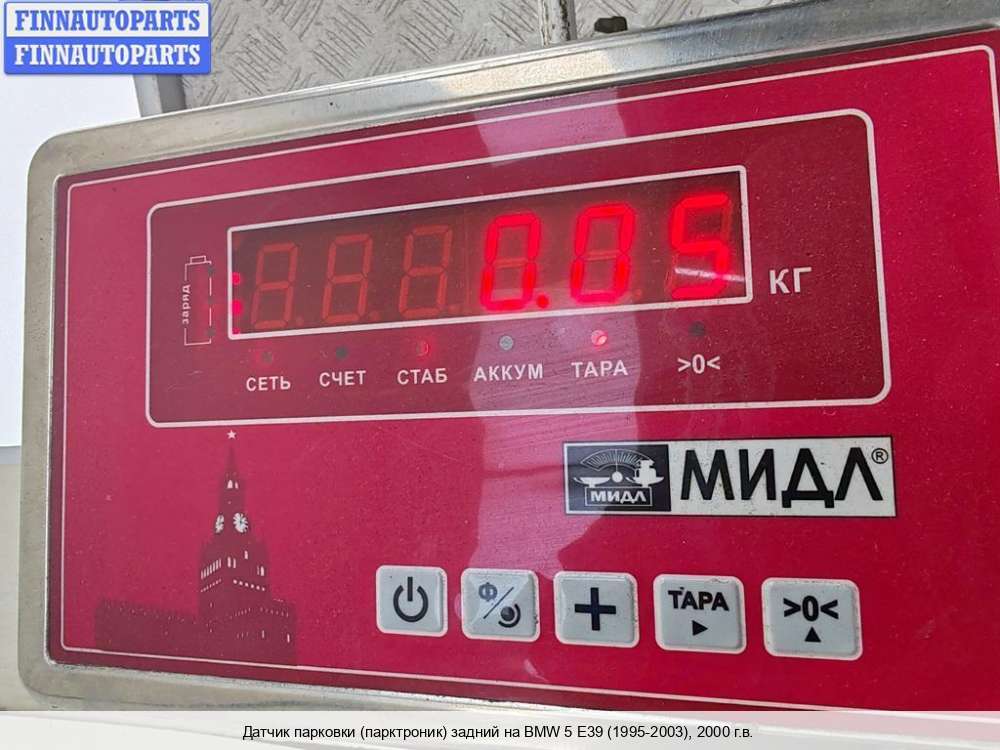 FINNAUTOPARTS
FINNAUTOPARTS
заряд
0.05 КГ
СЕТЬ СЧЕТ СТАБ АККУМ ТАРА >0<
МИДЛ МИДЛ®
Ф ТАРА >0<
Датчик парковки (парктроник) задний на BMW 5 E39 (1995-2003), 2000 г.в.